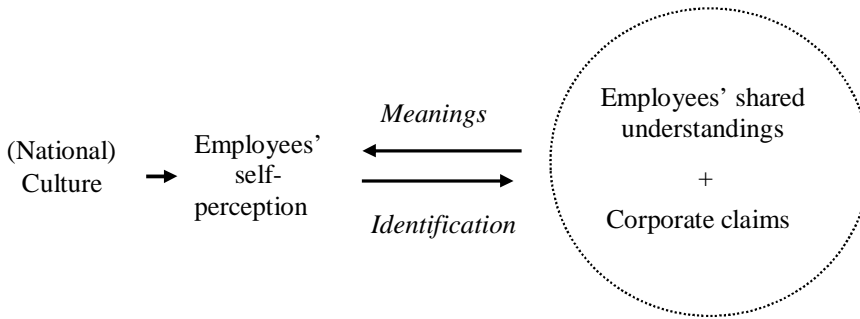 (National)
Culture
Employees’
self-
perception
Meanings
Identification
Employees’ shared
understandings
+
Corporate claims